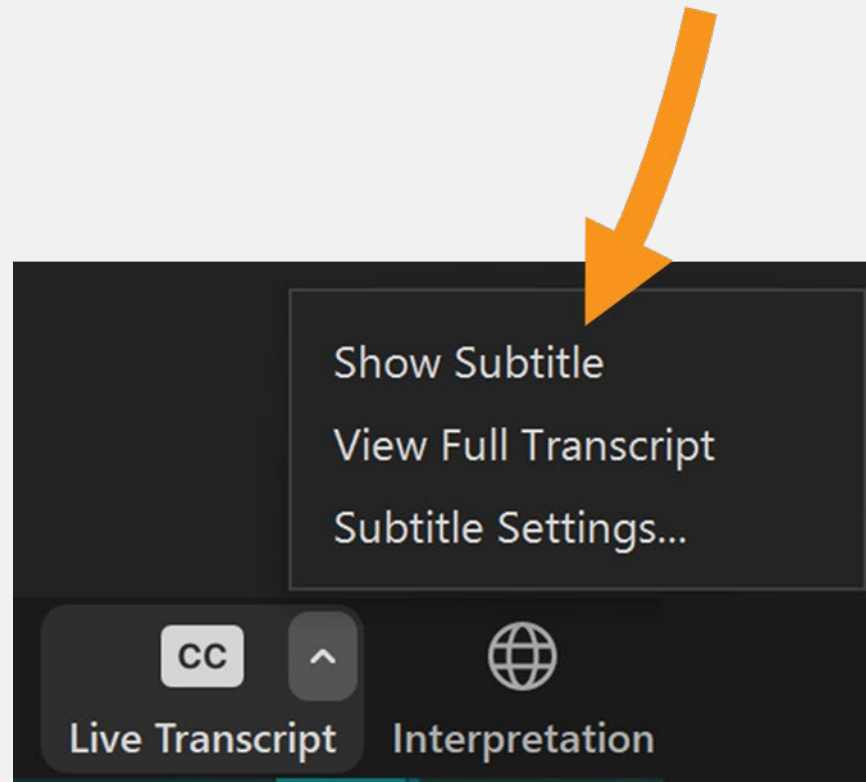 Show Subtitle
View Full Transcript
Subtitle Settings...
CC
Live Transcript
Interpretation